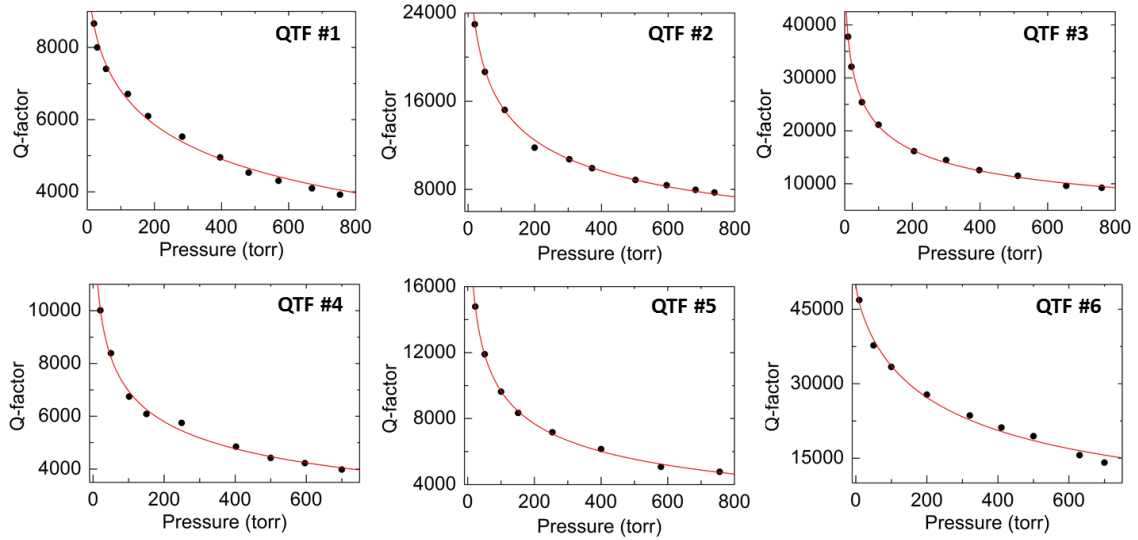 QTF #1
8000
6000
4000
Q-factor
0 200 400 600 800
Pressure (torr)
QTF #2
24000
16000
8000
Q-factor
0 200 400 600 800
Pressure (torr)
QTF #3
40000
30000
20000
10000
Q-factor
0 200 400 600 800
Pressure (torr)
QTF #4
10000
8000
6000
4000
Q-factor
0 200 400 600
Pressure (torr)
QTF #5
16000
12000
8000
4000
Q-factor
0 200 400 600 800
Pressure (torr)
QTF #6
45000
30000
15000
Q-factor
0 200 400 600
Pressure (torr)